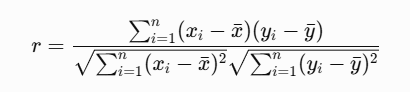 r = \frac{\sum_{i=1}^{n}(x_i - \bar{x})(y_i - \bar{y})}{\sqrt{\sum_{i=1}^{n}(x_i - \bar{x})^2}\sqrt{\sum_{i=1}^{n}(y_i - \bar{y})^2}}